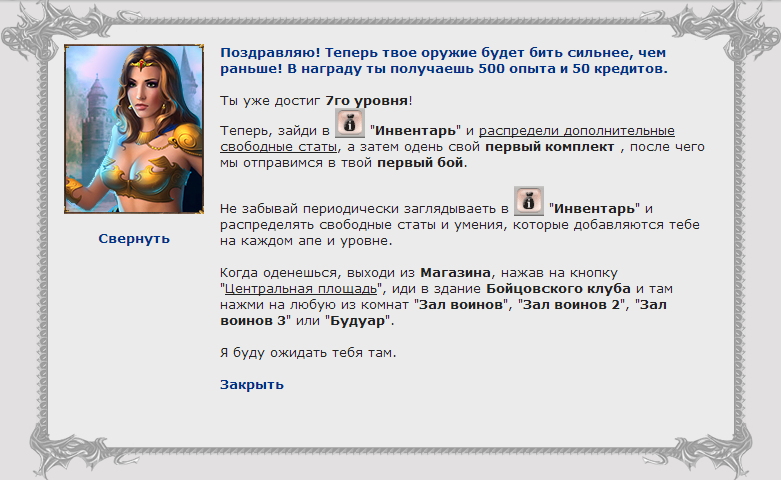 Поздравляю! Теперь твое оружие будет бить сильнее, чем
раньше! В награду ты получаешь 500 опыта и 50 кредитов.
Ты уже достиг 7го уровня!
Теперь, зайди в "Инвентарь" и распредели дополнительные
свободные статы, а затем одень свой первый комплект , после чего
мы отправимся в твой первый бой.
Не забывай периодически заглядываеть в "Инвентарь" и
распределять свободные статы и умения, которые добавляются тебе
на каждом апе и уровне.
Когда оденешься, выходи из Магазина, нажав на кнопку
"Центральная площадь", иди в здание Бойцовского клуба и там
нажми на любую из комнат "Зал воинов", "Зал воинов 2", "Зал
воинов 3" или "Будуар".
Я буду ожидать тебя там.
Закрыть
Свернуть